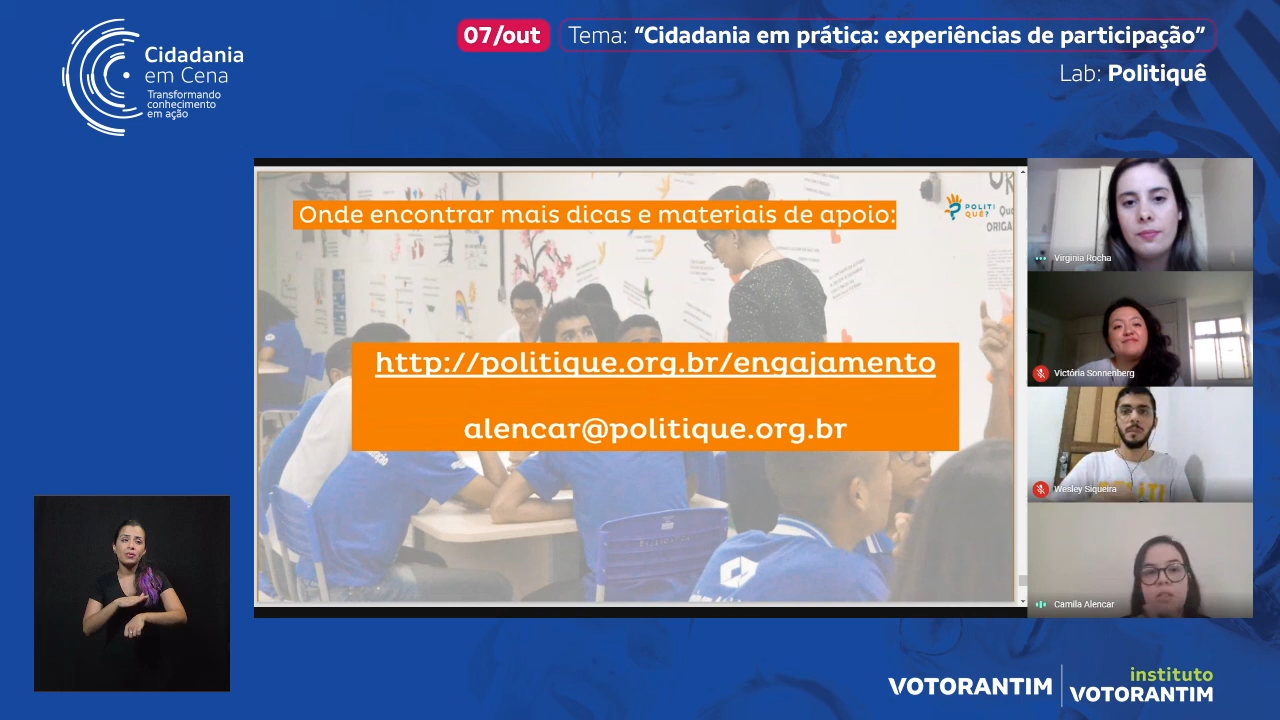 Cidadania
em Cena
Transformando
conhecimento
em ação
07/out
Tema: “Cidadania em prática: experiências de participação”
Lab: Politiquê
Onde encontrar mais dicas e materiais de apoio:
POLITI
QUÊ?
http://politique.org.br/engajamento
alencar@politique.org.br
Virginia Rocha
Victória Sonnenberg
Wesley Siqueira
Camila Alencar
VOTORANTIM
instituto
VOTORANTIM